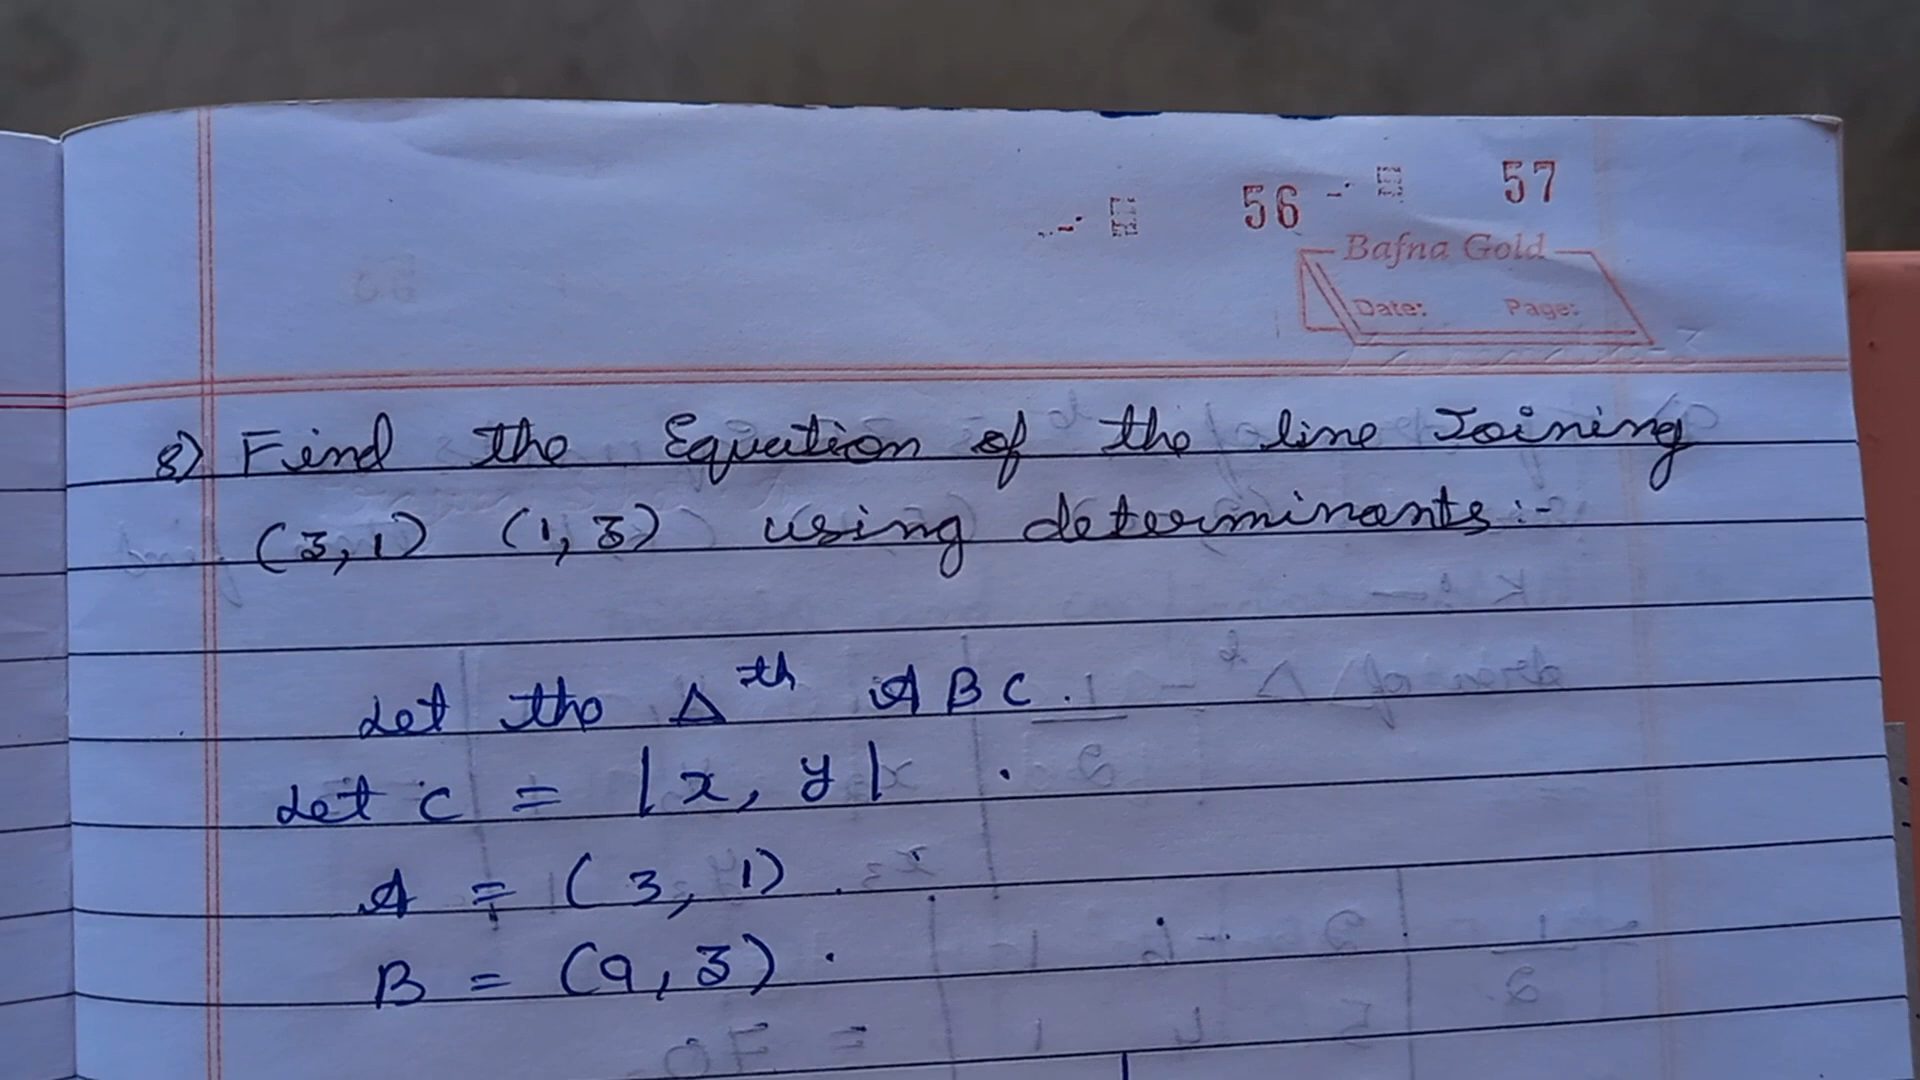 56 57
Bafna Gold
Date: Page:
8) Find the Equation of the line Joining
(3,1) (1,3) using determinants:-
Let the Δth ABC.
Let C = |x, y| .
A = (3, 1) .
B = (9, 3) .